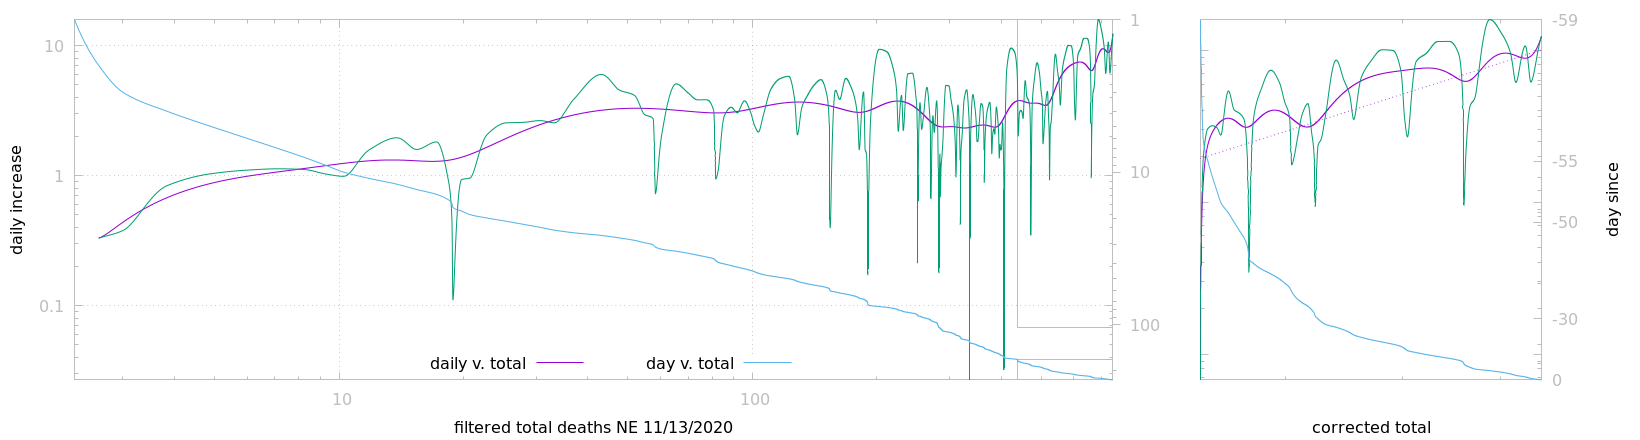 10
1
0.1
daily increase
daily v. total
day v. total
10
100
filtered total deaths NE 11/13/2020
1
10
100
-59
-55
-50
-30
0
day since
corrected total